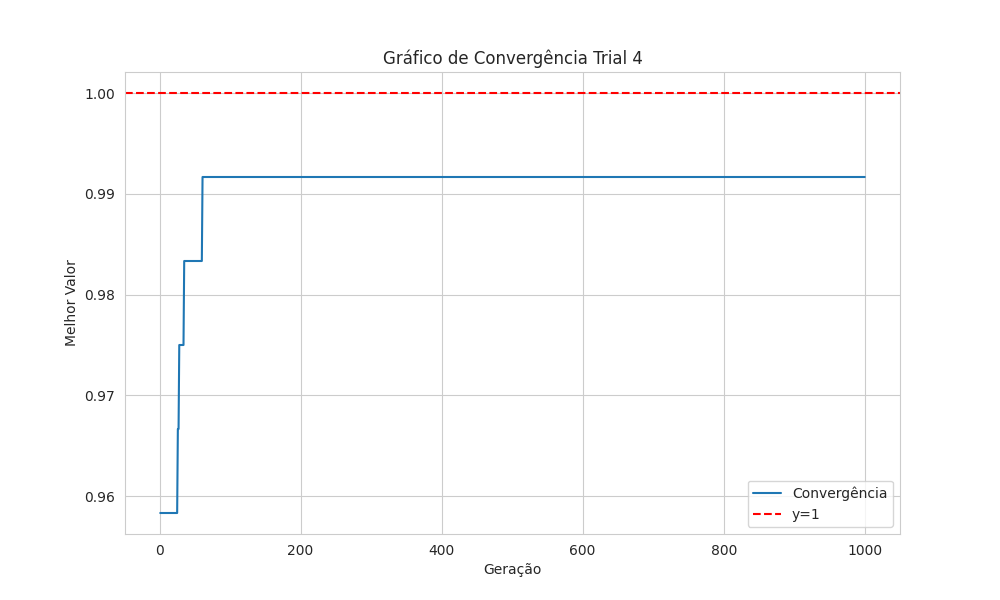 Gráfico de Convergência Trial 4
Melhor Valor
1.00
0.99
0.98
0.97
0.96
0
200
400
600
800
1000
Geração
Convergência
y=1